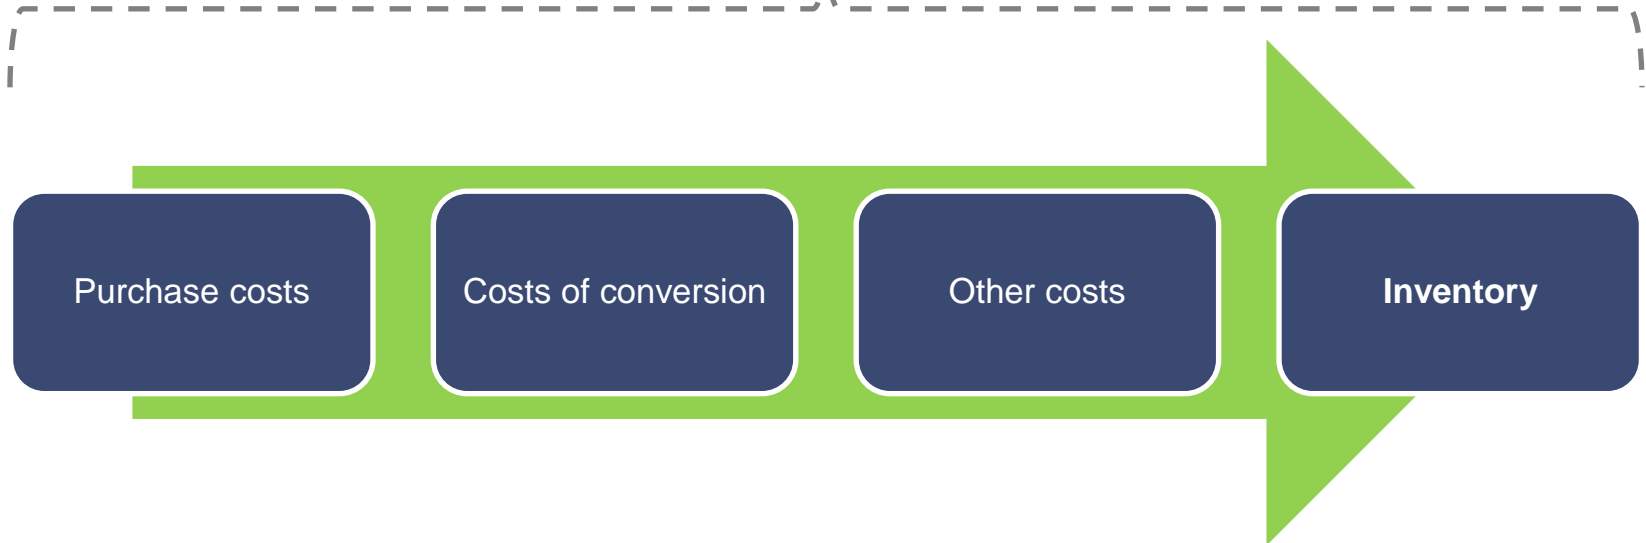 Purchase costs
Costs of conversion
Other costs
Inventory